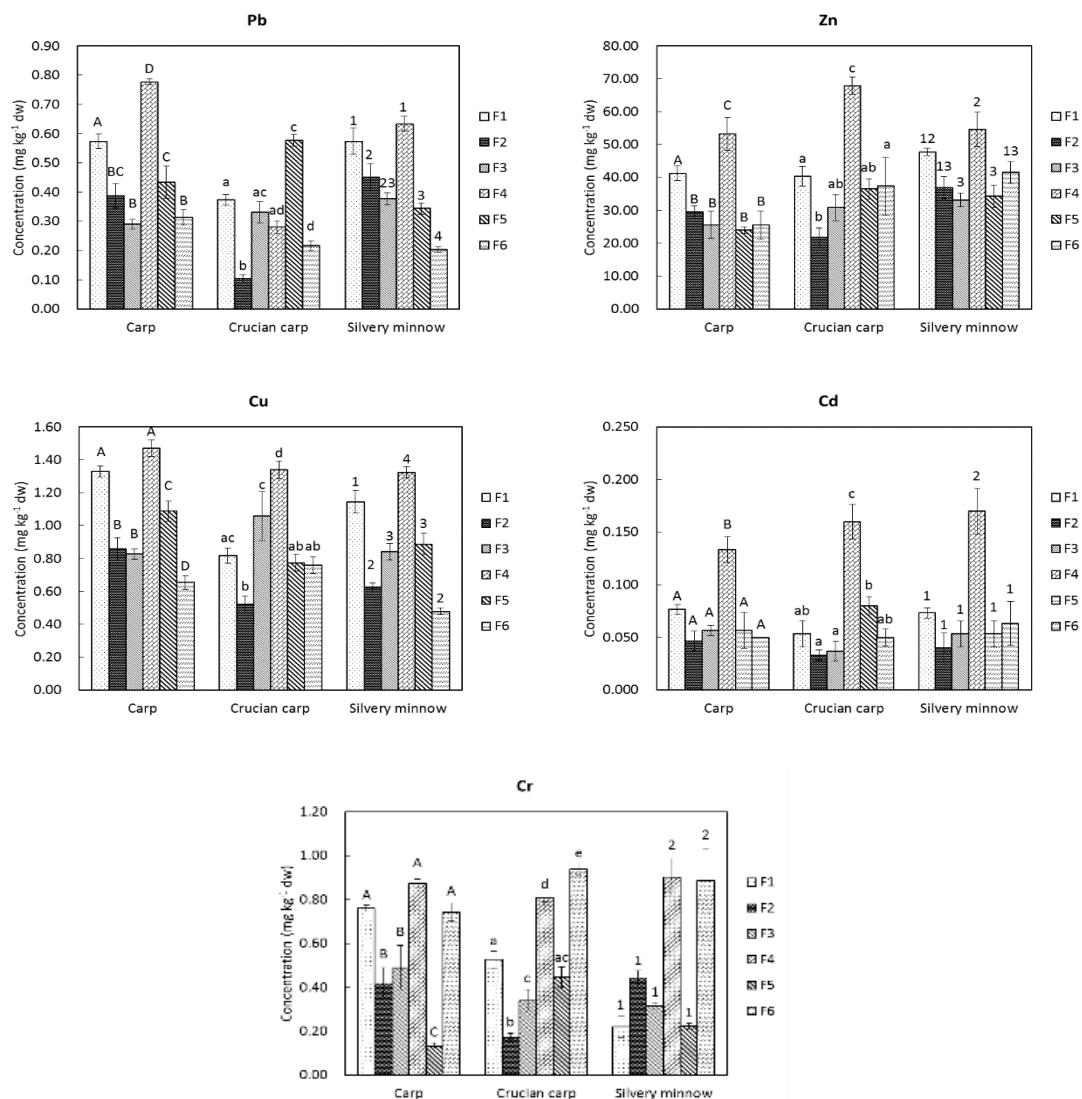 Pb
Concentration (mg kg⁻¹ dw)
0.90
0.80
0.70
0.60
0.50
0.40
0.30
0.20
0.10
0.00
A BC B D C B
a b ac ad c d
1 2 23 1 3 4
Carp Crucian carp Silvery minnow
F1
F2
F3
F4
F5
F6
Zn
Concentration (mg kg⁻¹ dw)
80.00
70.00
60.00
50.00
40.00
30.00
20.00
10.00
0.00
A B B C B B
a b ab c ab a
12 13 3 2 3 13
Carp Crucian carp Silvery minnow
F1
F2
F3
F4
F5
F6
Cu
Concentration (mg kg⁻¹ dw)
1.60
1.40
1.20
1.00
0.80
0.60
0.40
0.20
0.00
A B B A C D
ac b c d ab ab
1 2 3 4 3 2
Carp Crucian carp Silvery minnow
F1
F2
F3
F4
F5
F6
Cd
Concentration (mg kg⁻¹ dw)
0.250
0.200
0.150
0.100
0.050
0.000
A A A B A A
ab a a c b ab
1 1 1 2 1 1
Carp Crucian carp Silvery minnow
F1
F2
F3
F4
F5
F6
Cr
Concentration (mg kg⁻¹ dw)
1.20
1.00
0.80
0.60
0.40
0.20
0.00
A B B A C A
a b c d ac e
1 1 1 2 1 2
Carp Crucian carp Silvery minnow
F1
F2
F3
F4
F5
F6